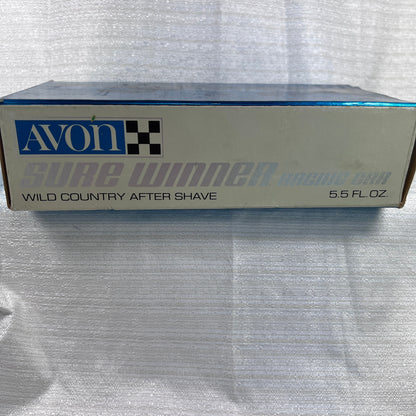 AVON
SURE WINNER RACING CAR
WILD COUNTRY AFTER SHAVE 5.5 FL. OZ.